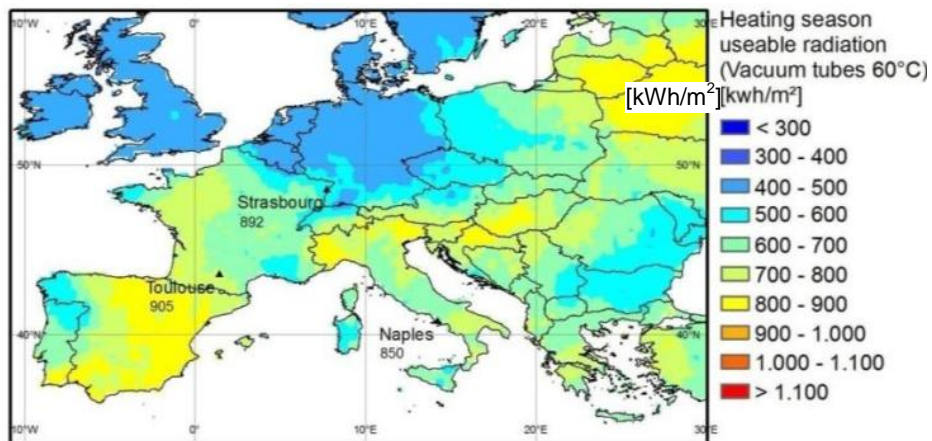 10°W
0°
10°E
20°E
30°E
Heating season
useable radiation
(Vacuum tubes 60°C)
[kWh/m²]
[kwh/m²]
< 300
300 - 400
400 - 500
500 - 600
600 - 700
700 - 800
800 - 900
900 - 1.000
1.000 - 1.100
> 1.100
50°N
50°N
Strasbourg
892
Toulouse
905
Naples
850
40°N
40°N
10°W
0°
10°E
20°E
30°E